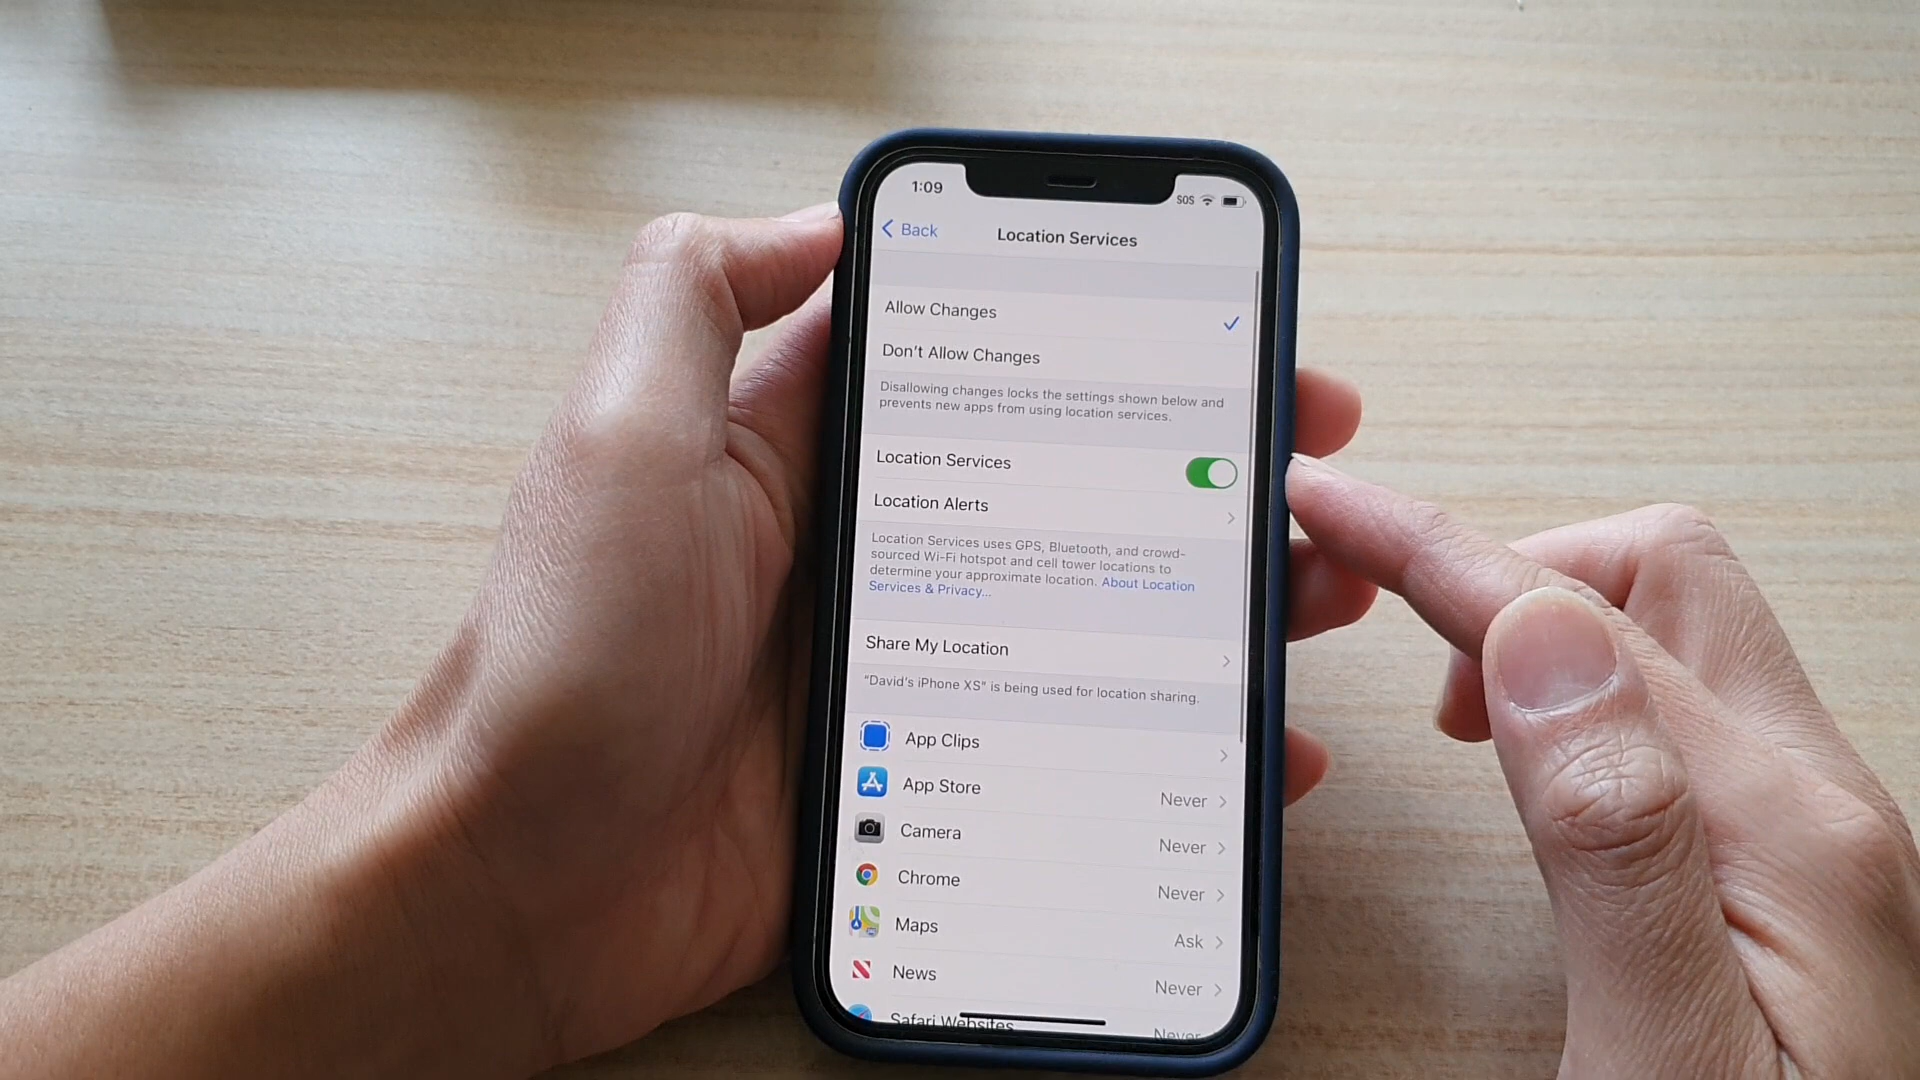 1:09
SOS
Back
Location Services
Allow Changes
Don't Allow Changes
Disallowing changes locks the settings shown below and
prevents new apps from using location services.
Location Services
Location Alerts
Location Services uses GPS, Bluetooth, and crowd-
sourced Wi-Fi hotspot and cell tower locations to
determine your approximate location. About Location
Services & Privacy...
Share My Location
"David's iPhone XS" is being used for location sharing.
App Clips
App Store Never
Camera Never
Chrome Never
Maps Ask
News Never
Safari Websites Never